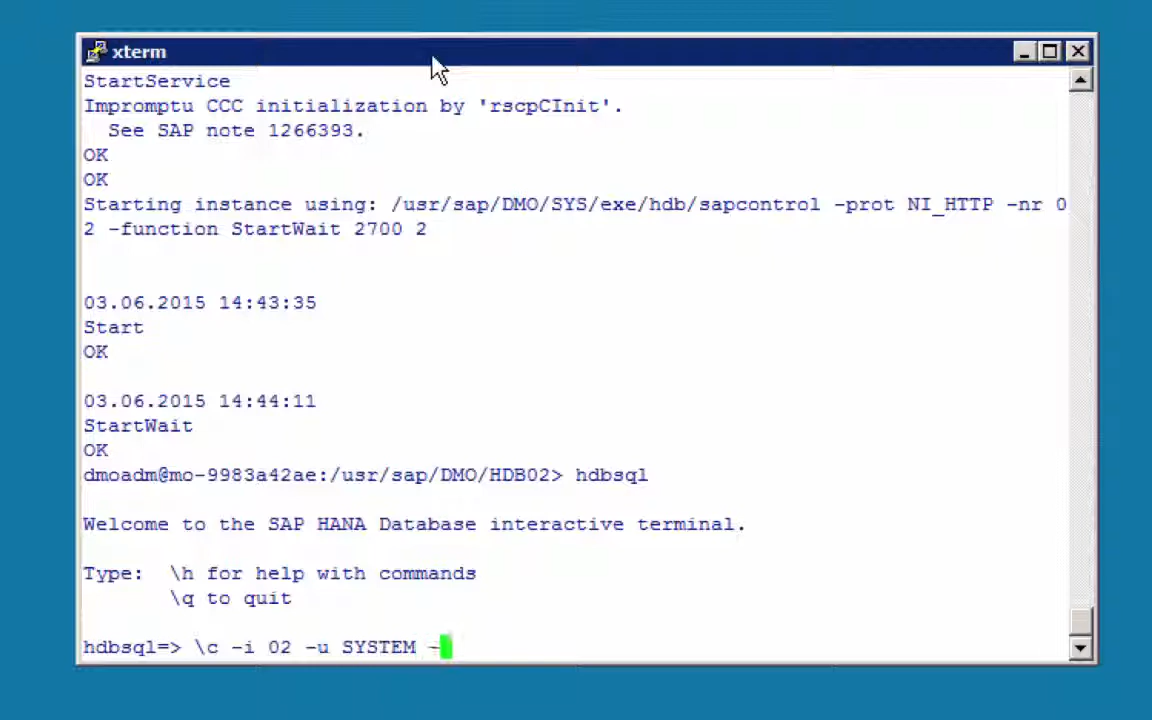 xterm
StartService
Impromptu CCC initialization by 'rscpCInit'.
  See SAP note 1266393.
OK
OK
Starting instance using: /usr/sap/DMO/SYS/exe/hdb/sapcontrol -prot NI_HTTP -nr 0
2 -function StartWait 2700 2
03.06.2015 14:43:35
Start
OK
03.06.2015 14:44:11
StartWait
OK
dmoadm@mo-9983a42ae:/usr/sap/DMO/HDB02> hdbsql
Welcome to the SAP HANA Database interactive terminal.
Type:  \h for help with commands
       \q to quit
hdbsql=> \c -i 02 -u SYSTEM -